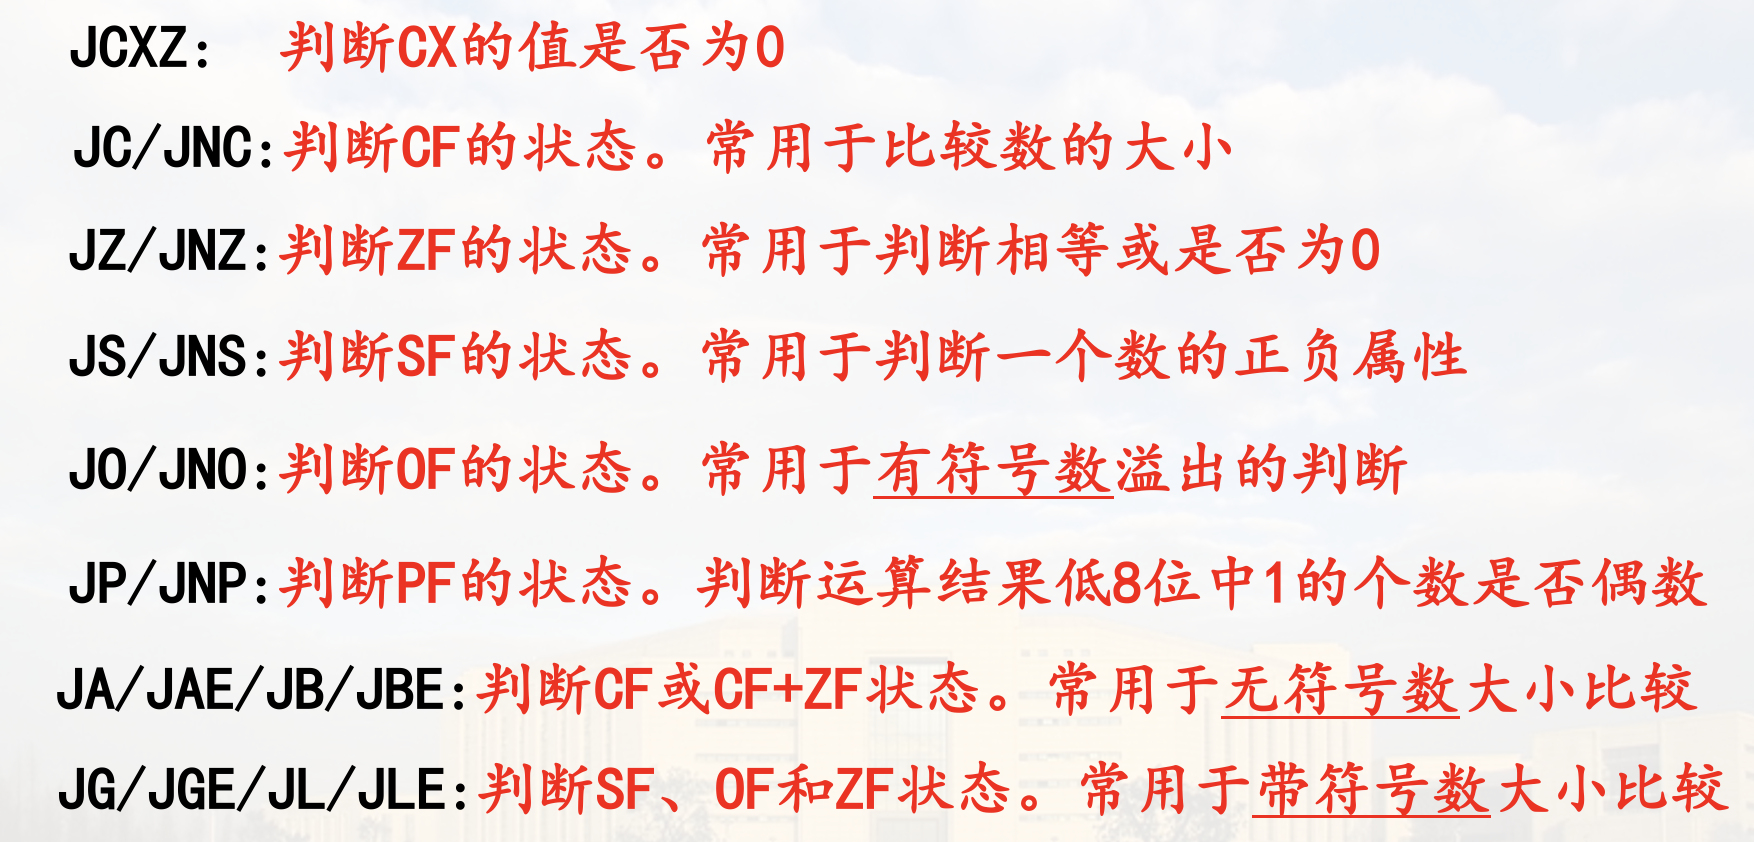 JCXZ: 判断CX的值是否为0
JC/JNC:判断CF的状态。常用于比较数的大小
JZ/JNZ:判断ZF的状态。常用于判断相等或是否为0
JS/JNS:判断SF的状态。常用于判断一个数的正负属性
JO/JNO:判断OF的状态。常用于有符号数溢出的判断
JP/JNP:判断PF的状态。判断运算结果低8位中1的个数是否偶数
JA/JAE/JB/JBE:判断CF或CF+ZF状态。常用于无符号数大小比较
JG/JGE/JL/JLE:判断SF、OF和ZF状态。常用于带符号数大小比较